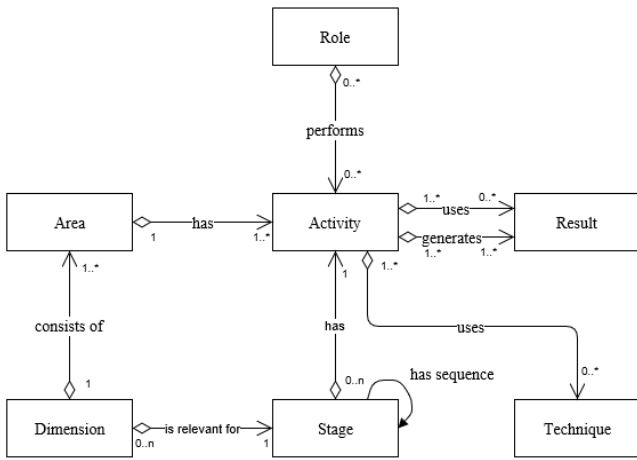 Role
0..*
performs
0..*
Area
1
has
1..*
Activity
1..*
uses
0..*
1..*
generates
1..*
Result
1..*
consists of
1
1
has
0..n
1..*
uses
0..*
has sequence
Dimension
0..n
is relevant for
1
Stage
Technique